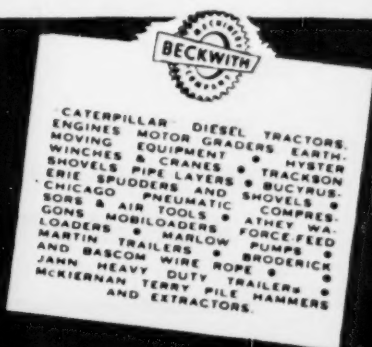 MACHINERY
BECKWITH
COMPANY
CATERPILLAR DIESEL TRACTORS.
ENGINES MOTOR GRADERS EARTH-
MOVING EQUIPMENT • HYSTER
WINCHES & CRANES • TRACKSON
SHOVELS PIPE LAYERS • BUCYRUS-
ERIE SPUDDERS AND SHOVELS •
CHICAGO PNEUMATIC COMPRES-
SORS & AIR TOOLS • ATHEY WA-
GONS MOBILOADERS FORCE-FEED
LOADERS • MARLOW PUMPS •
MARTIN TRAILERS • BRODERICK
AND BASCOM WIRE ROPE • •
JAHN HEAVY DUTY TRAILERS •
MCKIERNAN TERRY PILE HAMMERS
AND EXTRACTORS.